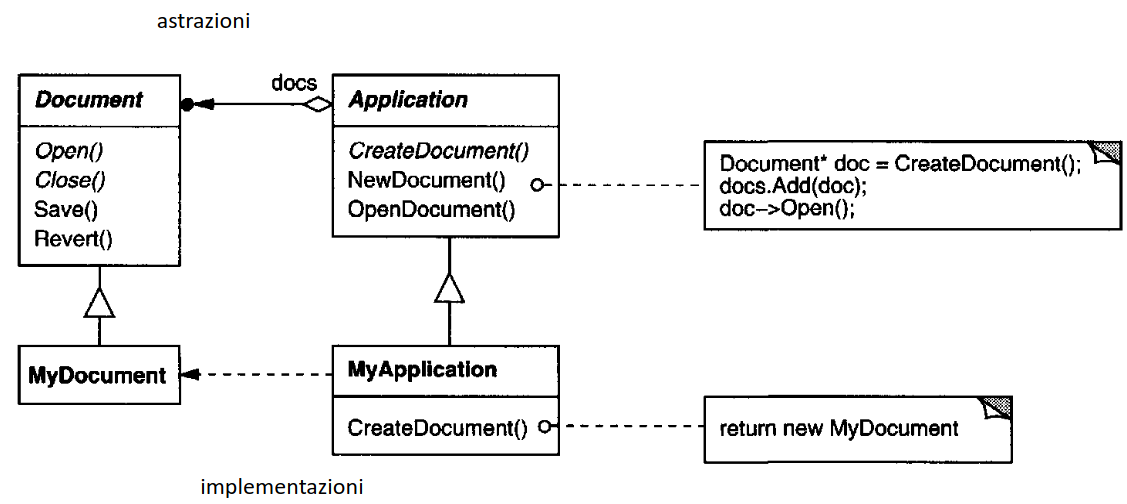 astrazioni
docs
Document
Open()
Close()
Save()
Revert()
Application
CreateDocument()
NewDocument()
OpenDocument()
Document* doc = CreateDocument();
docs.Add(doc);
doc->Open();
MyDocument
MyApplication
CreateDocument()
return new MyDocument
implementazioni